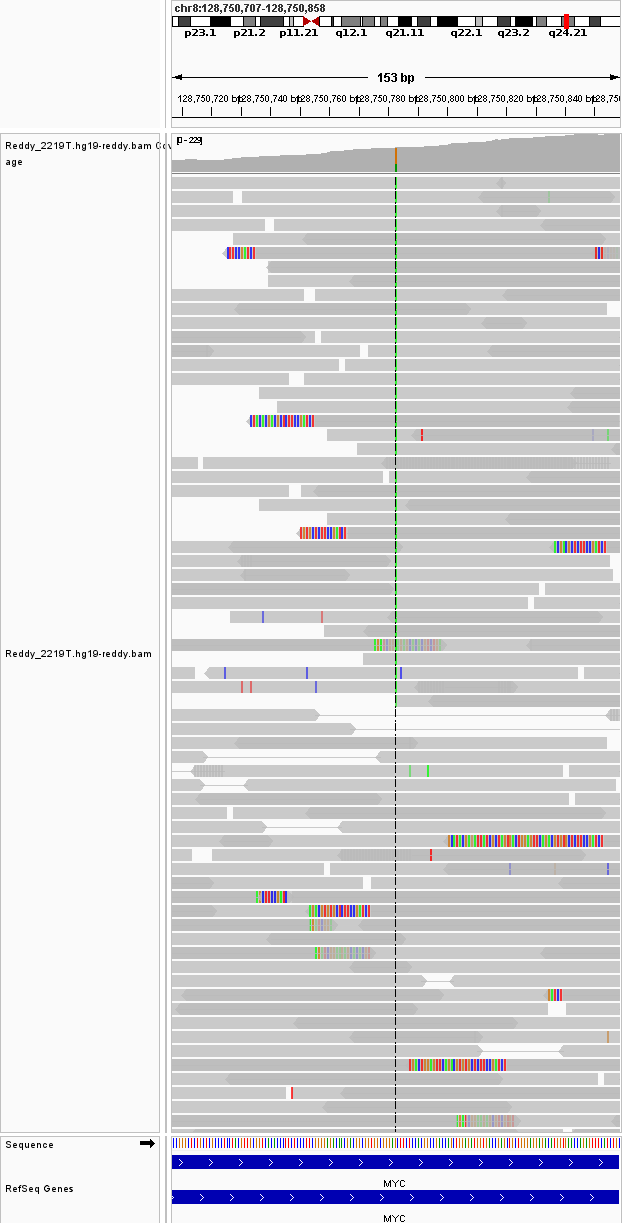 chr8:128,750,707-128,750,858
p23.1 p21.2 p11.21 q12.1 q21.11 q22.1 q23.2 q24.21
153 bp
128,750,720 bp 128,750,740 bp 128,750,760 bp 128,750,780 bp 128,750,800 bp 128,750,820 bp 128,750,840 bp 128,750
[0 - 229]
Reddy_2219T.hg19-reddy.bam Cov
age
Reddy_2219T.hg19-reddy.bam
Sequence
MYC
RefSeq Genes
MYC